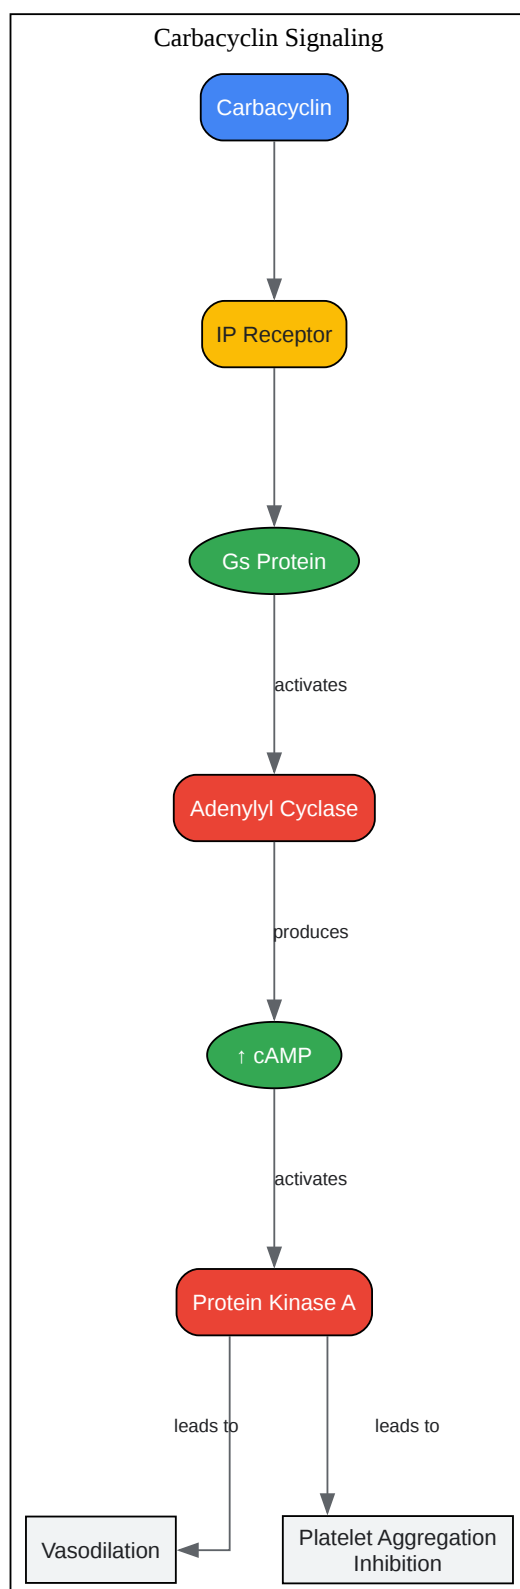 Carbacyclin Signaling
Carbacyclin
IP Receptor
Gs Protein
activates
Adenylyl Cyclase
produces
↑ cAMP
activates
Protein Kinase A
leads to
leads to
Vasodilation
Platelet Aggregation
Inhibition